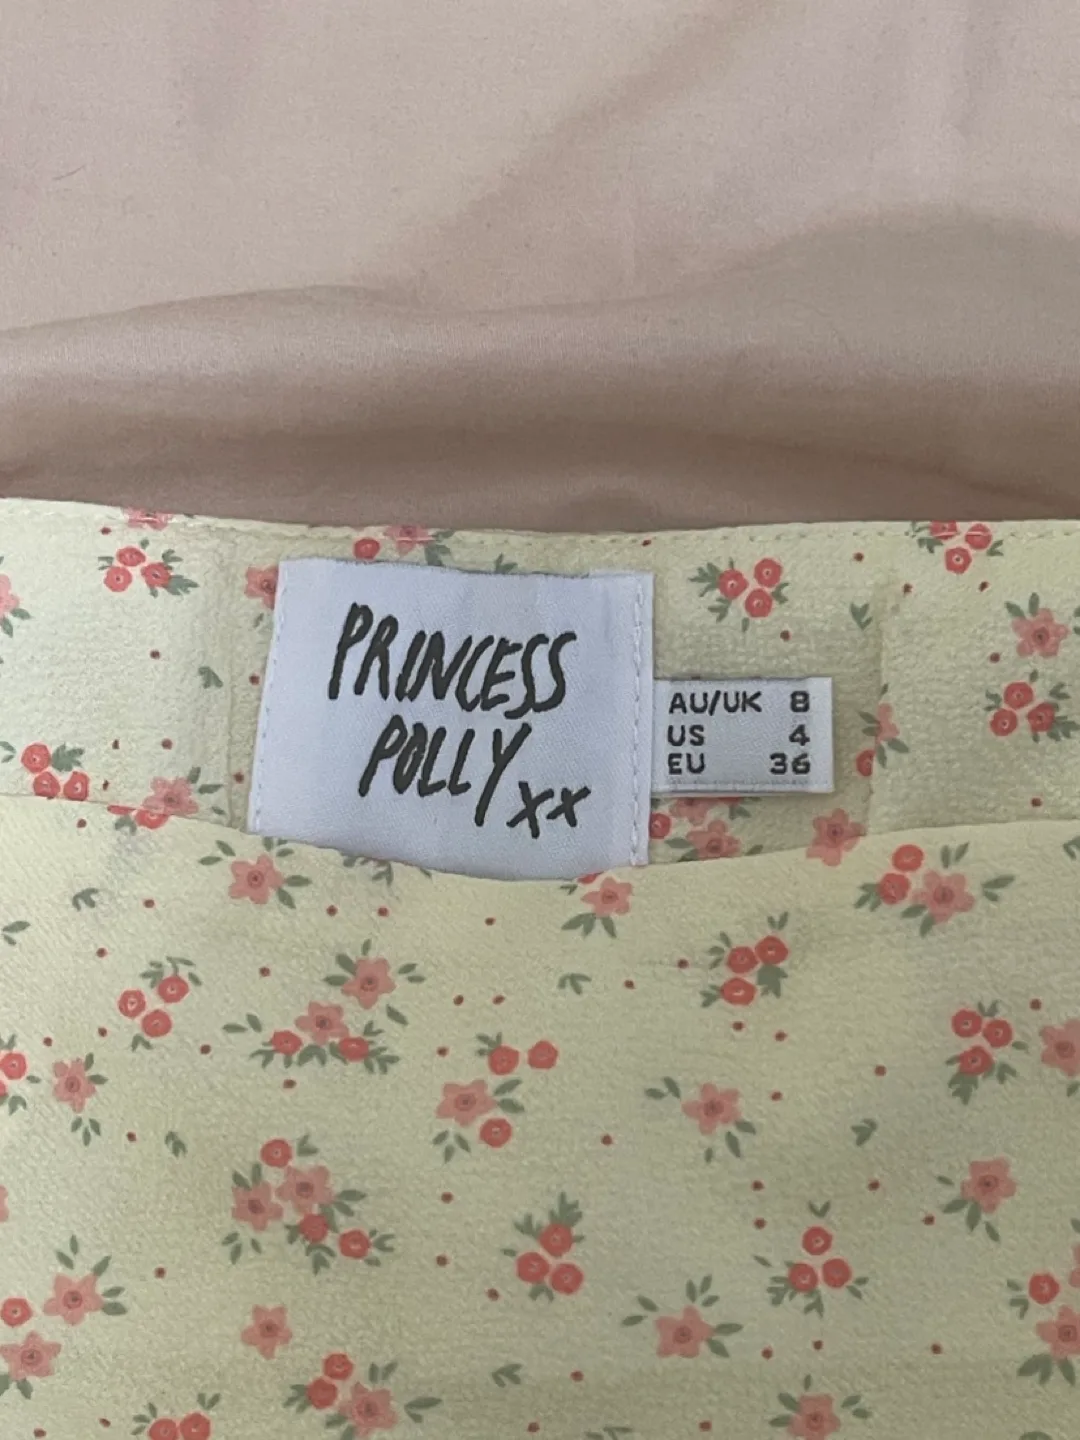 PRINCESS
POLLY xx
AU/UK 8
US 4
EU 36